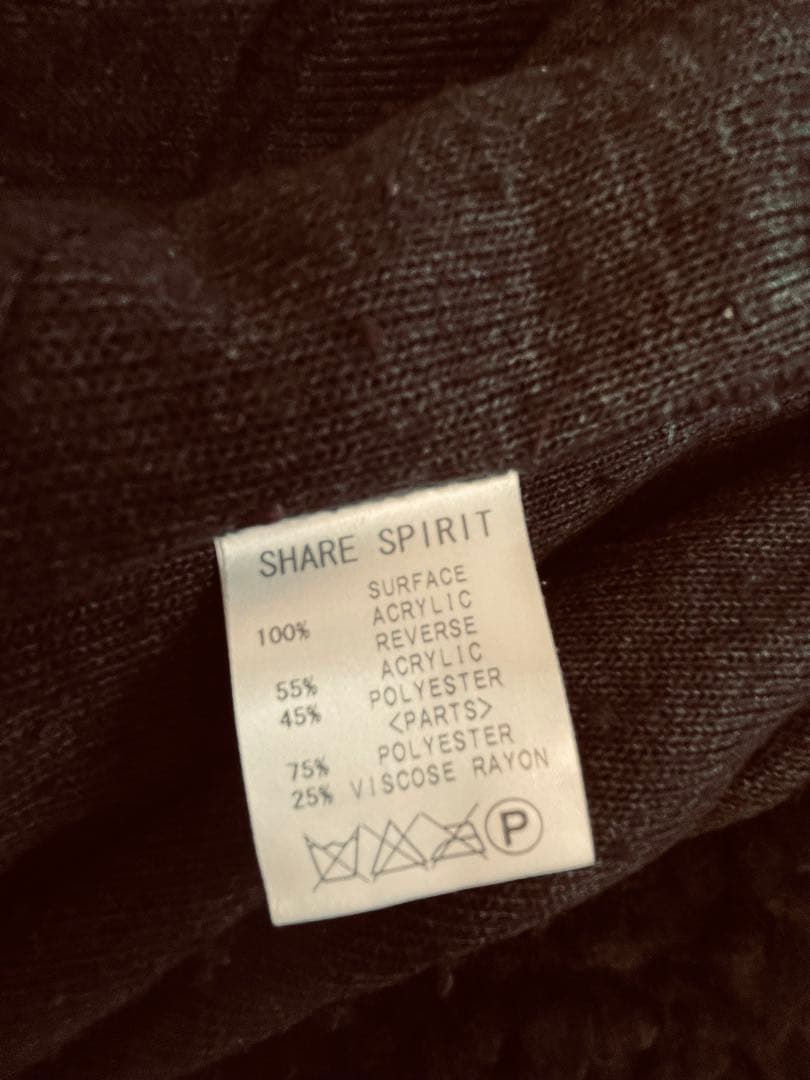 SHARE SPIRIT
SURFACE
100% ACRYLIC
REVERSE
55% ACRYLIC
45% POLYESTER
<PARTS>
75% POLYESTER
25% VISCOSE RAYON
P